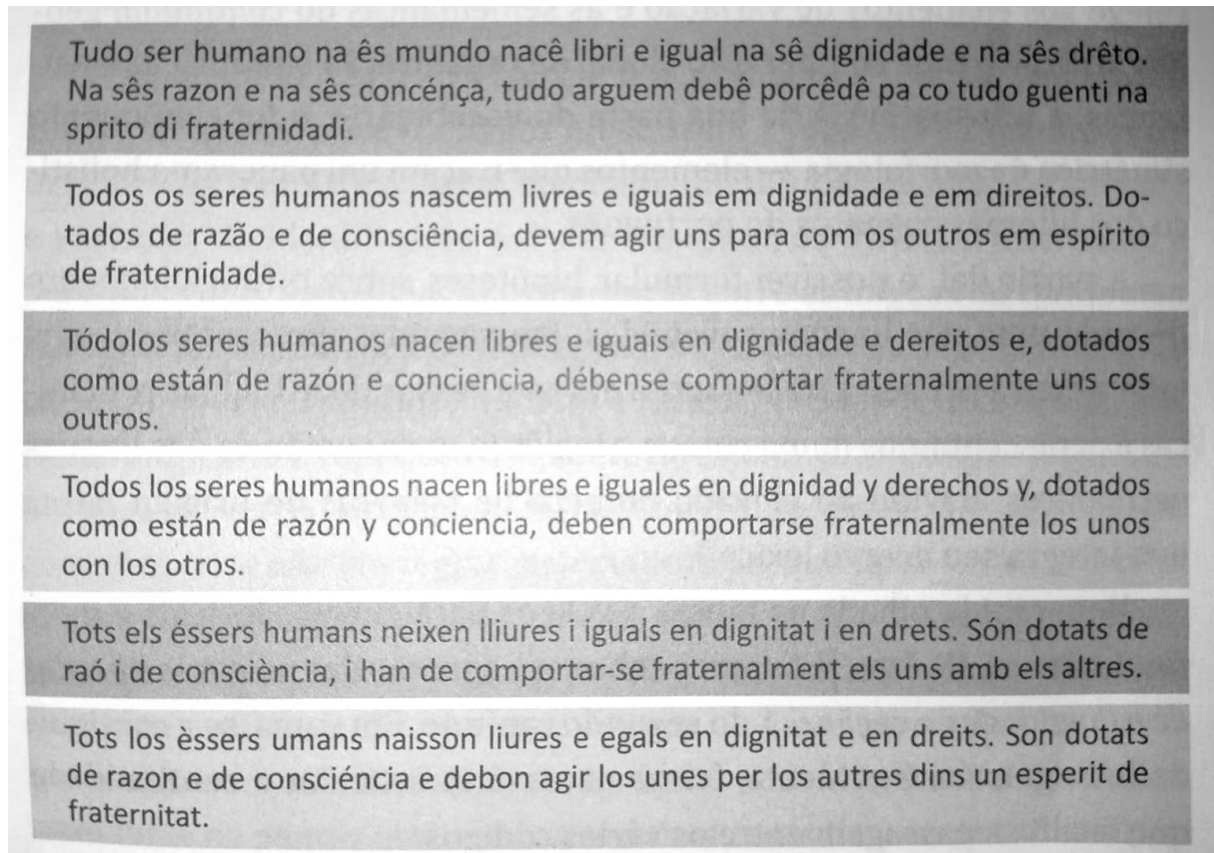 Tudo ser humano na ês mundo nacê libri e igual na sê dignidade e na sês drêto.
Na sês razon e na sês concénça, tudo arguem debê porcêdê pa co tudo guenti na
sprito di fraternidadi.
Todos os seres humanos nascem livres e iguais em dignidade e em direitos. Do-
tados de razão e de consciência, devem agir uns para com os outros em espírito
de fraternidade.
Tódolos seres humanos nacen libres e iguais en dignidade e dereitos e, dotados
como están de razón e conciencia, débense comportar fraternalmente uns cos
outros.
Todos los seres humanos nacen libres e iguales en dignidad y derechos y, dotados
como están de razón y conciencia, deben comportarse fraternalmente los unos
con los otros.
Tots els éssers humans neixen lliures i iguals en dignitat i en drets. Són dotats de
raó i de consciència, i han de comportar-se fraternalment els uns amb els altres.
Tots los èssers umans naisson liures e egals en dignitat e en dreits. Son dotats
de razon e de consciéncia e debon agir los unes per los autres dins un esperit de
fraternitat.